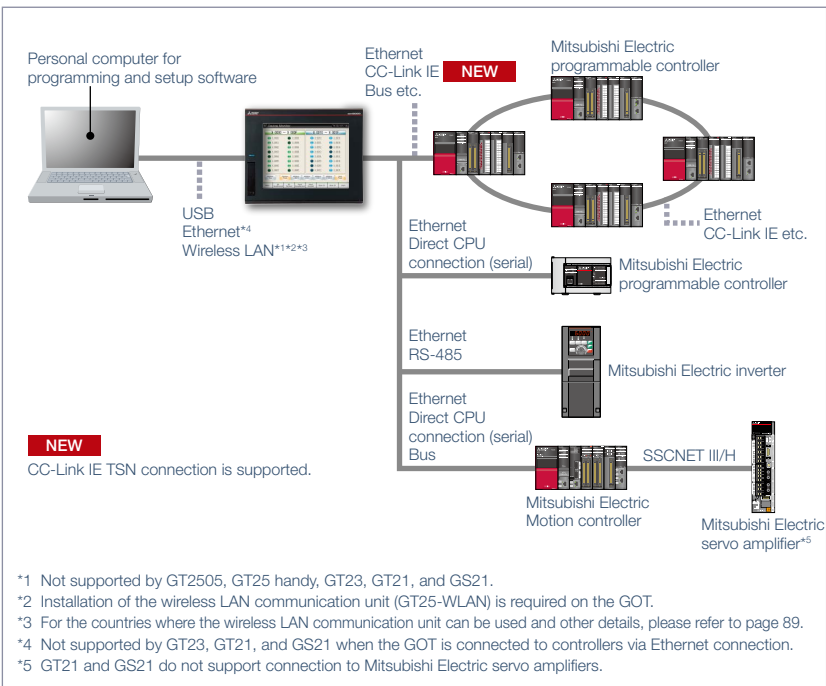 Personal computer for
programming and setup software
Ethernet
CC-Link IE
Bus etc.
NEW
Mitsubishi Electric
programmable controller
USB
Ethernet*4
Wireless LAN*1*2*3
Ethernet
CC-Link IE etc.
Ethernet
Direct CPU
connection (serial)
Mitsubishi Electric
programmable controller
Ethernet
RS-485
Mitsubishi Electric inverter
Ethernet
Direct CPU
connection (serial)
Bus
SSCNET III/H
NEW
CC-Link IE TSN connection is supported.
Mitsubishi Electric
Motion controller
Mitsubishi Electric
servo amplifier*5
*1 Not supported by GT2505, GT25 handy, GT23, GT21, and GS21.
*2 Installation of the wireless LAN communication unit (GT25-WLAN) is required on the GOT.
*3 For the countries where the wireless LAN communication unit can be used and other details, please refer to page 89.
*4 Not supported by GT23, GT21, and GS21 when the GOT is connected to controllers via Ethernet connection.
*5 GT21 and GS21 do not support connection to Mitsubishi Electric servo amplifiers.